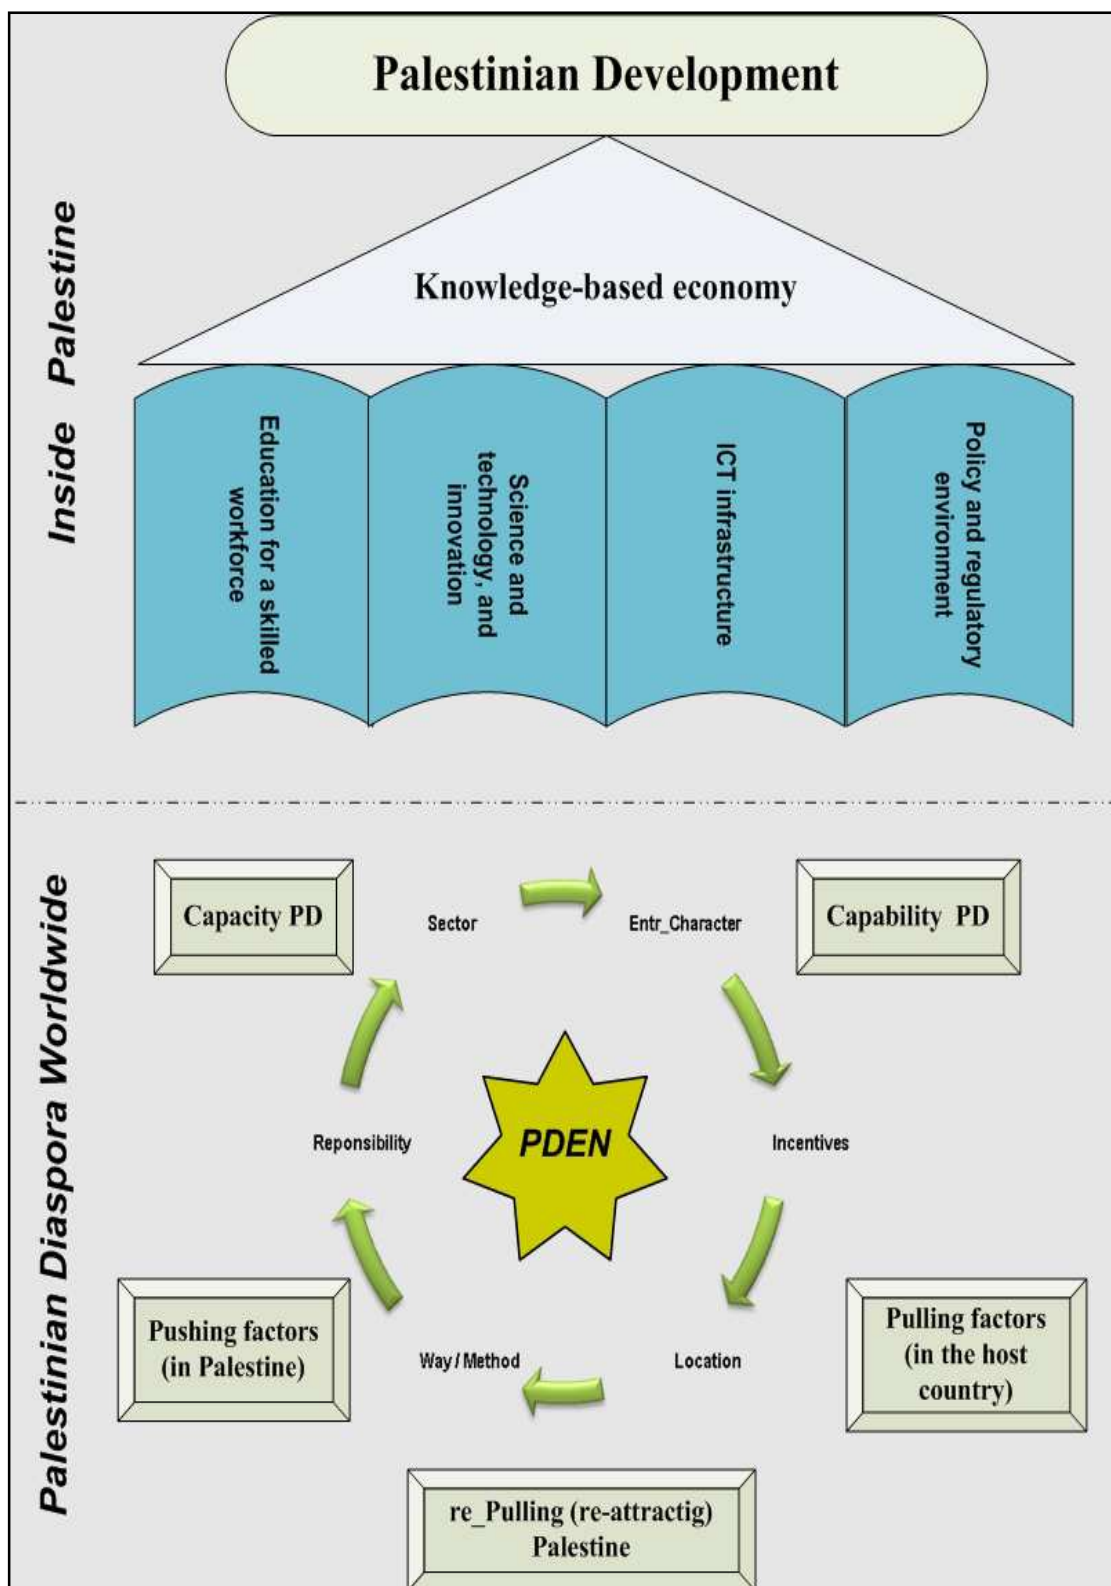 Palestinian Development
Inside Palestine
Knowledge-based economy
Education for a skilled
workforce
Science and
technology, and
innovation
ICT infrastructure
Policy and regulatory
environment
Palestinian Diaspora Worldwide
Capacity PD
Sector
Entr_Character
Capability PD
PDEN
Reponsibility
Incentives
Pushing factors
(in Palestine)
Way / Method
Location
Pulling factors
(in the host
country)
re_Pulling (re-attractig)
Palestine